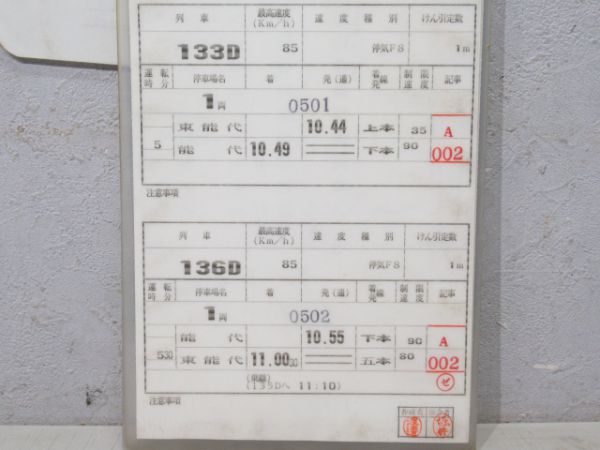 列車 最高速度(Km/h) 速度種別 けん引定数
133D 85 停気F8 1m
運転時分 停車場名 着 発(通) 着発線 制限速度 記事
1両 0501
東能代 10.44 上本 35 A
5 能代 10.49 下本 90 002
注意事項
列車 最高速度(Km/h) 速度種別 けん引定数
136D 85 停気F8 1m
運転時分 停車場名 着 発(通) 着発線 制限速度 記事
1両 0502
能代 10.55 下本 90 A
530 東能代 11.00 30 五本 80 002
(135Dへ 11:10)
注意事項